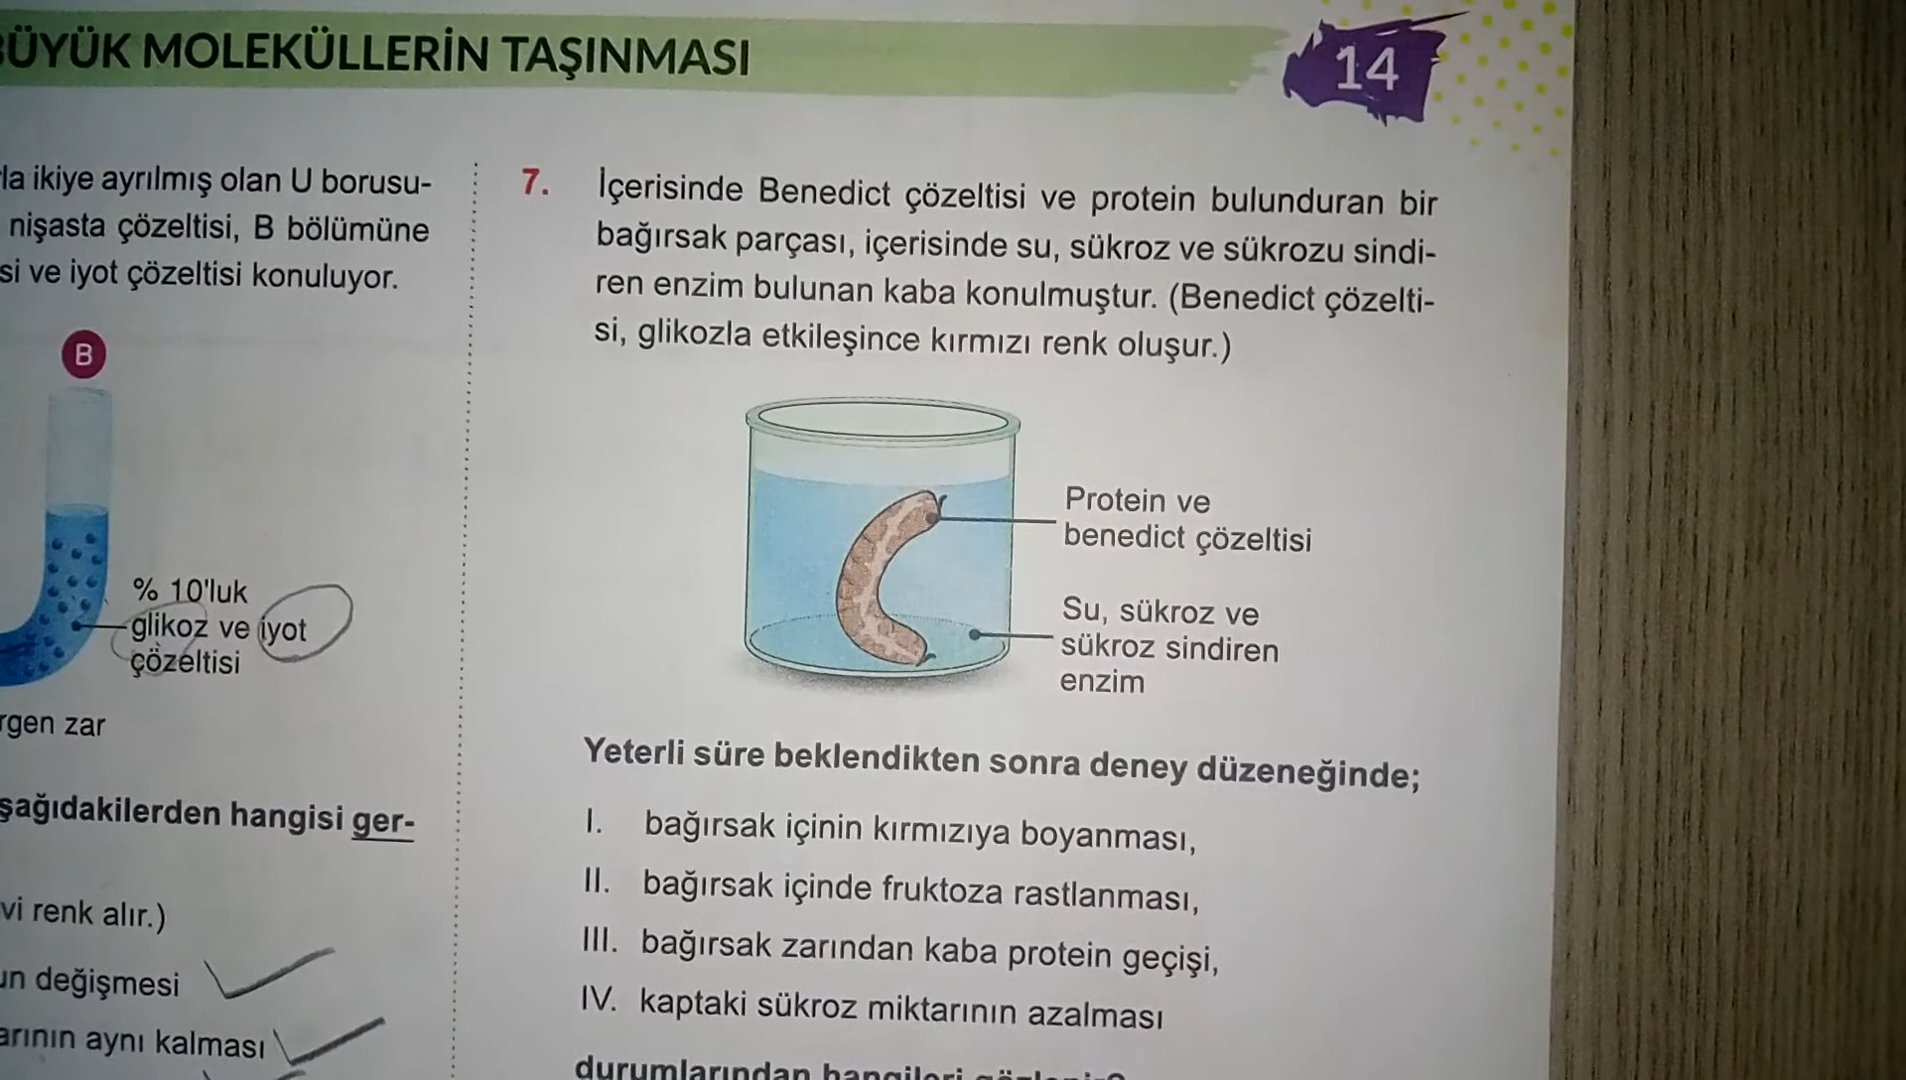 BÜYÜK MOLEKÜLLERİN TAŞINMASI
14
la ikiye ayrılmış olan U borusu-
nişasta çözeltisi, B bölümüne
si ve iyot çözeltisi konuluyor.
B
% 10'luk
glikoz ve iyot
çözeltisi
rgen zar
şağıdakilerden hangisi ger-
vi renk alır.)
un değişmesi
arının aynı kalması
7. İçerisinde Benedict çözeltisi ve protein bulunduran bir
bağırsak parçası, içerisinde su, sükroz ve sükrozu sindi-
ren enzim bulunan kaba konulmuştur. (Benedict çözelti-
si, glikozla etkileşince kırmızı renk oluşur.)
Protein ve
benedict çözeltisi
Su, sükroz ve
sükroz sindiren
enzim
Yeterli süre beklendikten sonra deney düzeneğinde;
I. bağırsak içinin kırmızıya boyanması,
II. bağırsak içinde fruktoza rastlanması,
III. bağırsak zarından kaba protein geçişi,
IV. kaptaki sükroz miktarının azalması
durumlarından hangileri gözlenir?